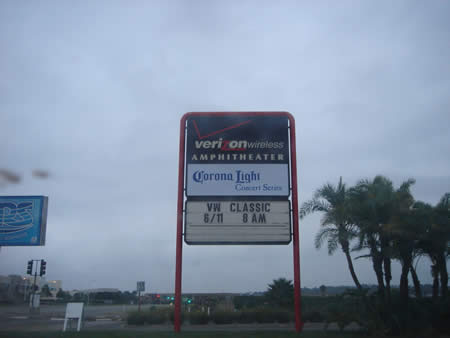 verizonwireless
AMPHITHEATER
Corona Light
Concert Series
VW CLASSIC
6/11 8 AM